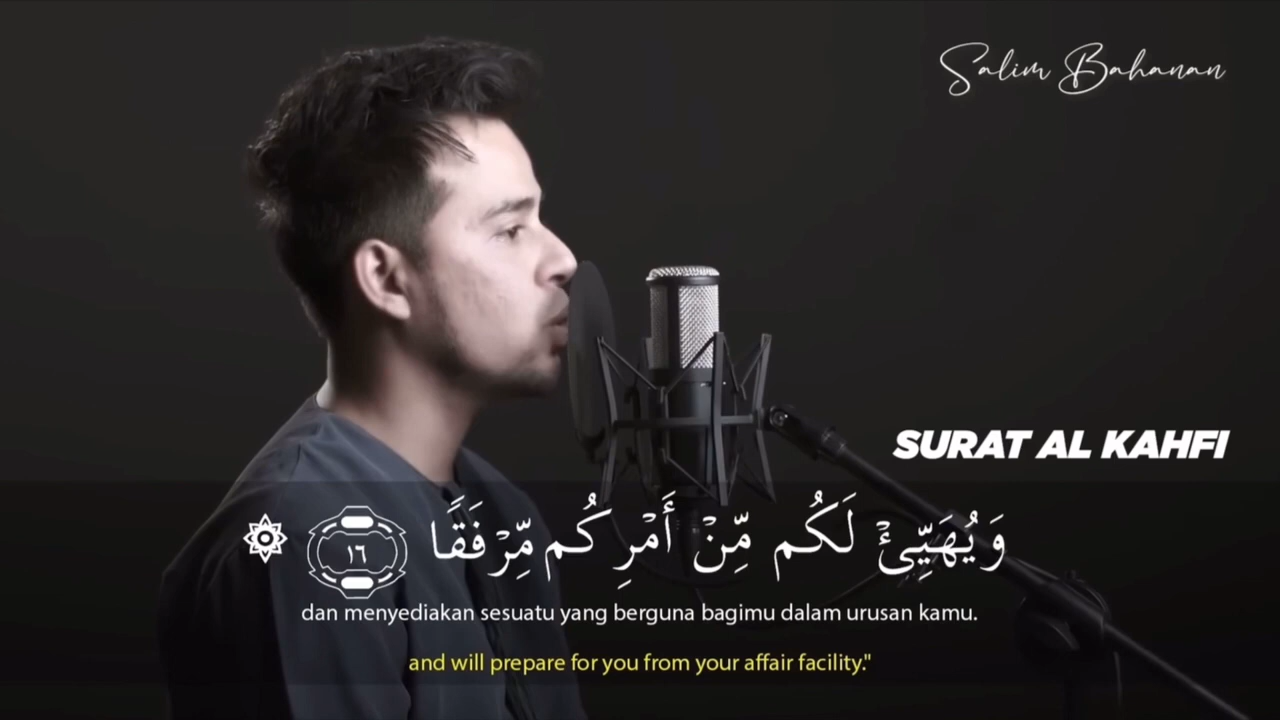 Salim Bahanan
SURAT AL KAHFI
وَيُهَيِّئۡ لَكُم مِّنۡ أَمۡرِكُم مِّرۡفَقًا ١٦ ۞
dan menyediakan sesuatu yang berguna bagimu dalam urusan kamu.
and will prepare for you from your affair facility."